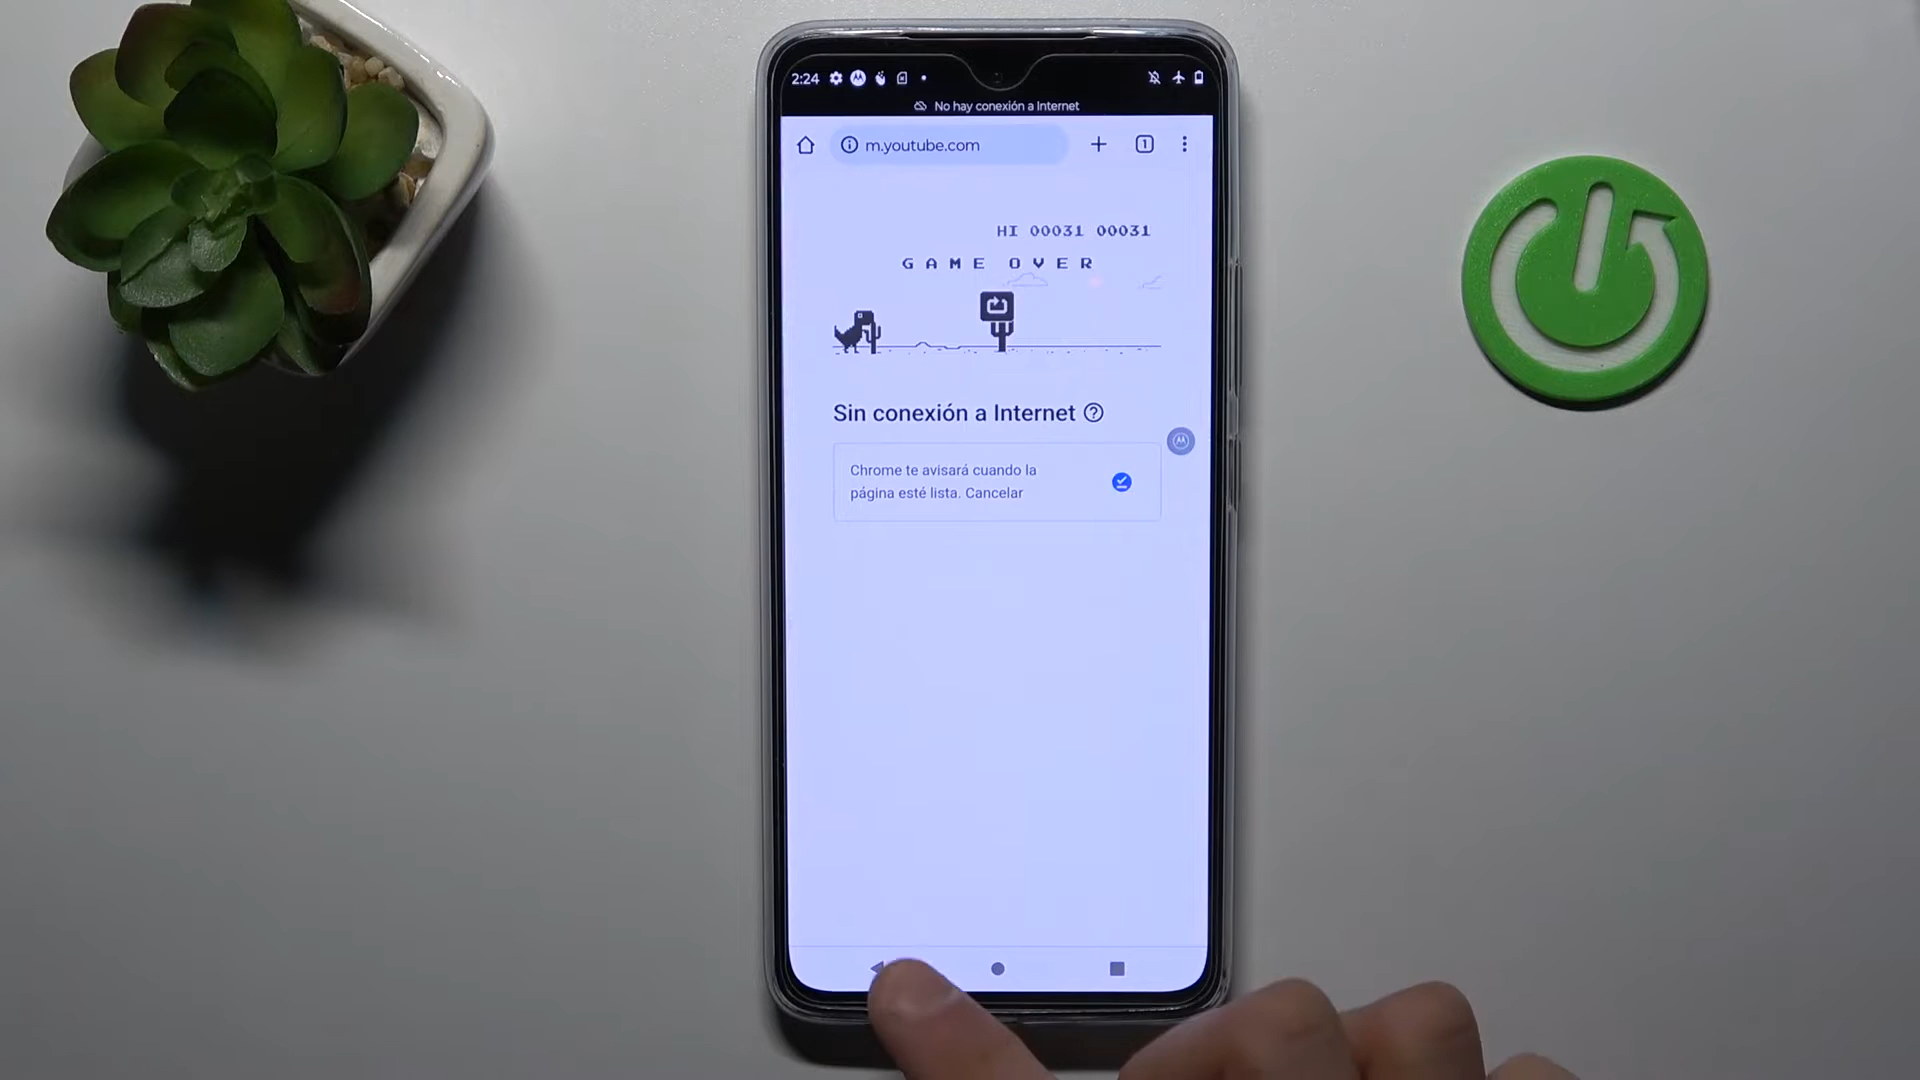 2:24
No hay conexión a Internet
m.youtube.com
1
HI 00031 00031
GAME OVER
Sin conexión a Internet
Chrome te avisará cuando la
página esté lista. Cancelar